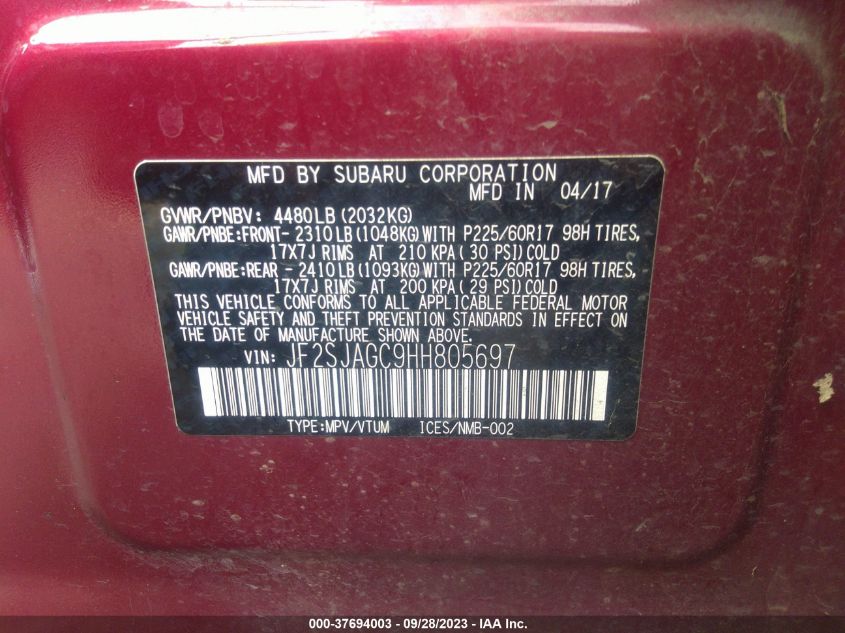 MFD BY SUBARU CORPORATION
MFD IN 04/17
GVWR/PNBV: 4480LB(2032KG)
GAWR/PNBE:FRONT- 2310LB(1048KG)WITH P225/60R17 98H TIRES,
17X7J RIMS AT 210 KPA( 30 PSI)COLD
GAWR/PNBE:REAR - 2410LB(1093KG)WITH P225/60R17 98H TIRES,
17X7J RIMS AT 200 KPA( 29 PSI)COLD
THIS VEHICLE CONFORMS TO ALL APPLICABLE FEDERAL MOTOR
VEHICLE SAFETY AND THEFT PREVENTION STANDARDS IN EFFECT ON
THE DATE OF MANUFACTURE SHOWN ABOVE.
VIN: JF2SJAGC9HH805697
TYPE:MPV/VTUM ICES/NMB-002
000-37694003 - 09/28/2023 - IAA Inc.